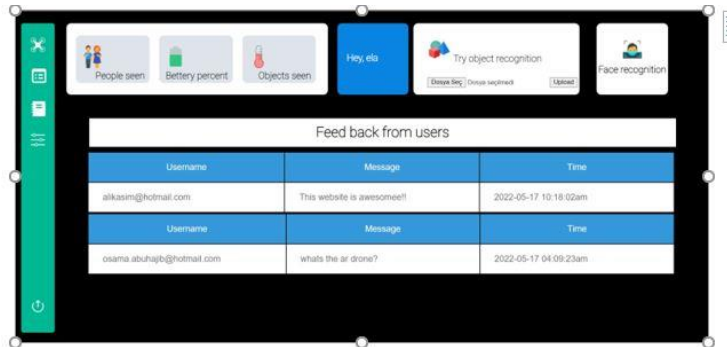 People seen
Bettery percent
Objects seen
Hey, ela
Try object recognition
Dosya Seç Dosya seçilmedi Upload
Face recognition
Feed back from users
Username Message Time
alikasim@hotmail.com This website is awesomee!! 2022-05-17 10:18:02am
Username Message Time
osama.abuhajib@hotmail.com whats the ar drone? 2022-05-17 04:09:23am